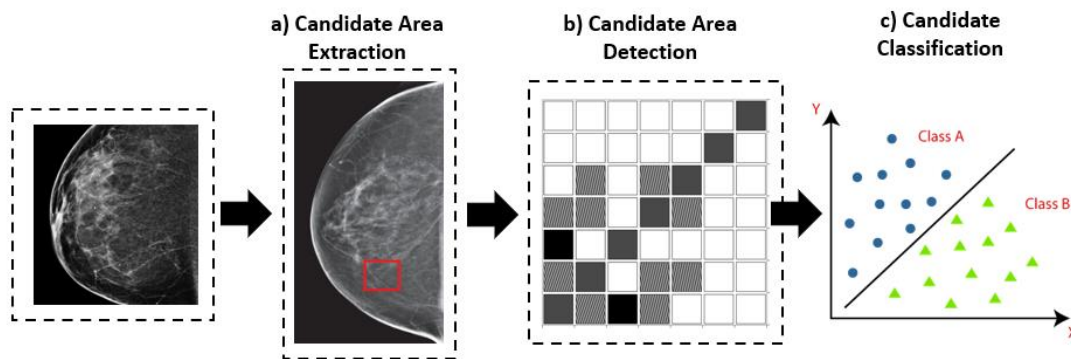 a) Candidate Area
Extraction
b) Candidate Area
Detection
c) Candidate
Classification
Y
Class A
Class B
X